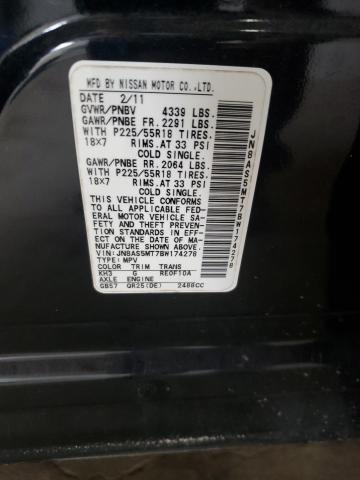 MFD BY NISSAN MOTOR CO.,LTD.
DATE 2/11
GVWR/PNBV 4339 LBS.
GAWR/PNBE FR. 2291 LBS.
WITH P225/55R18 TIRES.
18X7 RIMS.AT 33 PSI
COLD SINGLE.
GAWR/PNBE RR. 2064 LBS.
WITH P225/55R18 TIRES.
18X7 RIMS.AT 33 PSI
COLD SINGLE.
THIS VEHICLE CONFORMS
TO ALL APPLICABLE FED-
ERAL MOTOR VEHICLE SA-
FETY AND THEFT PREVEN-
TION STANDARDS IN EFF-
ECT ON THE DATE OF MA-
NUFACTURE SHOWN ABOVE.
VIN: JN8AS5MT7BW174278
TYPE: MPV
COLOR TRIM TRANS
KH3 G RE0F10A
AXLE ENGINE
GB57 QR25(DE) 2488CC
JN8AS5MT7BW174278